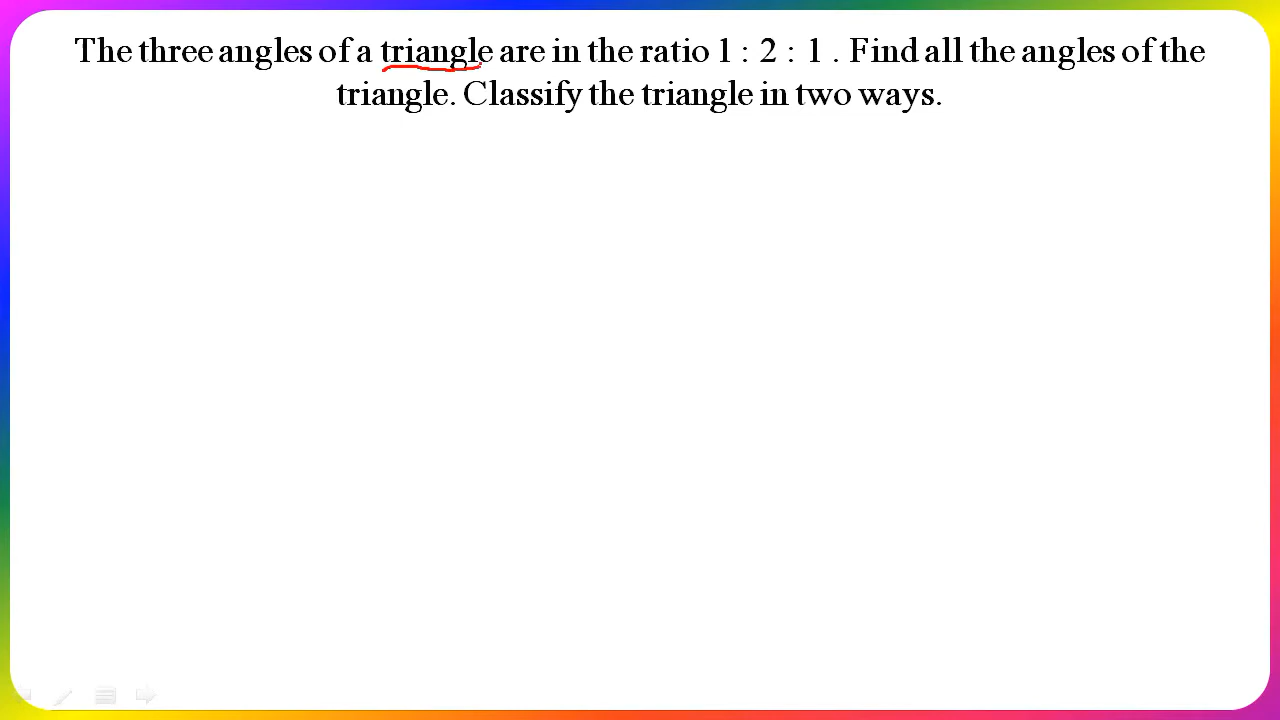 The three angles of a triangle are in the ratio 1 : 2 : 1 . Find all the angles of the
triangle. Classify the triangle in two ways.